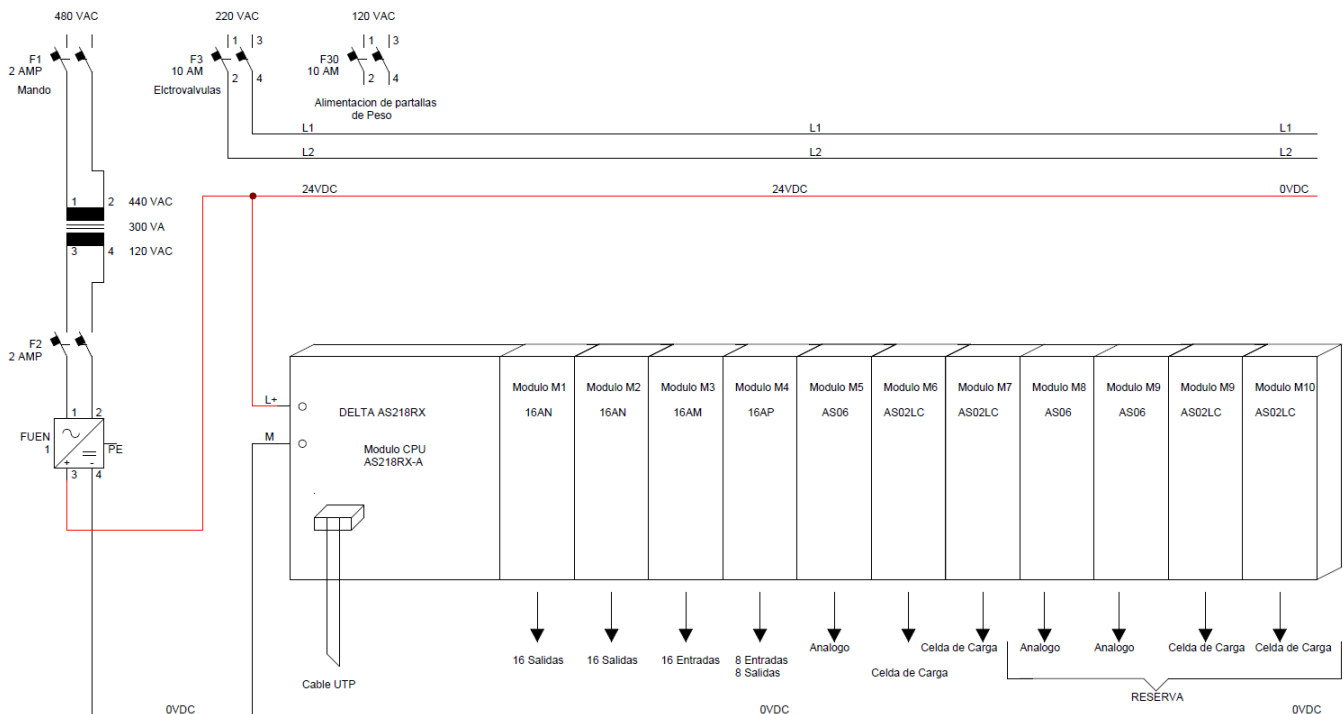 480 VAC
220 VAC
120 VAC
F1
2 AMP
Mando
1
3
F3
10 AM
2
4
Elctrovalvulas
1
3
F30
10 AM
2
4
Alimentacion de partallas
de Peso
L1
L1
L1
L2
L2
L2
24VDC
24VDC
0VDC
1
2
440 VAC
300 VA
3
4
120 VAC
F2
2 AMP
1
2
FUEN
1
PE
+
-
3
4
L+
M
DELTA AS218RX
Modulo CPU
AS218RX-A
Modulo M1
16AN
Modulo M2
16AN
Modulo M3
16AM
Modulo M4
16AP
Modulo M5
AS06
Modulo M6
AS02LC
Modulo M7
AS02LC
Modulo M8
AS06
Modulo M9
AS06
Modulo M9
AS02LC
Modulo M10
AS02LC
Cable UTP
16 Salidas
16 Salidas
16 Entradas
8 Entradas
8 Salidas
Analogo
Celda de Carga
Celda de Carga
Analogo
Analogo
Celda de Carga
Celda de Carga
RESERVA
0VDC
0VDC
0VDC